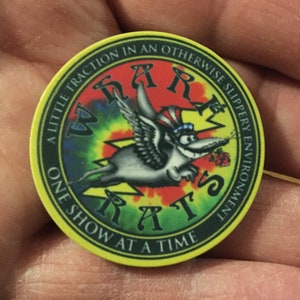 A LITTLE TRACTION IN AN OTHERWISE SLIPPERY ENVIRONMENT
WHARF
RATS
ONE SHOW AT A TIME